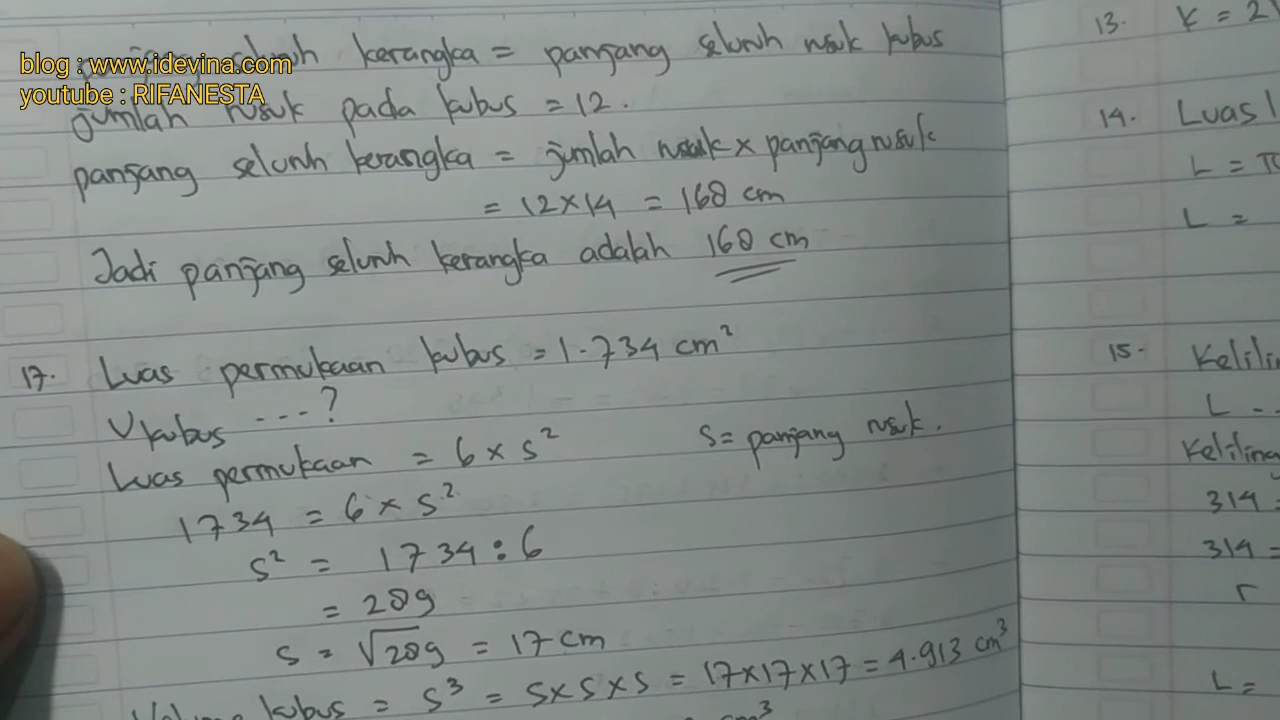 blog : www.idevina.com
youtube : RIFANESTA
kerangka = panjang seluruh rusuk kubus
jumlah rusuk pada kubus = 12.
panjang seluruh kerangka = jumlah rusuk x panjang rusuk
= 12 x 14 = 168 cm
Jadi panjang seluruh kerangka adalah 168 cm
17. Luas permukaan kubus = 1.734 cm²
V kubus ...?
Luas permukaan = 6 x s² s = panjang rusuk.
1734 = 6 x s²
s² = 1734 : 6
= 289
s = √289 = 17 cm
kubus = s³ = s x s x s = 17 x 17 x 17 = 4.913 cm³
cm³
13. K = 2
14. Luas
L =
L =
15.
L
314
314 =
r
L =